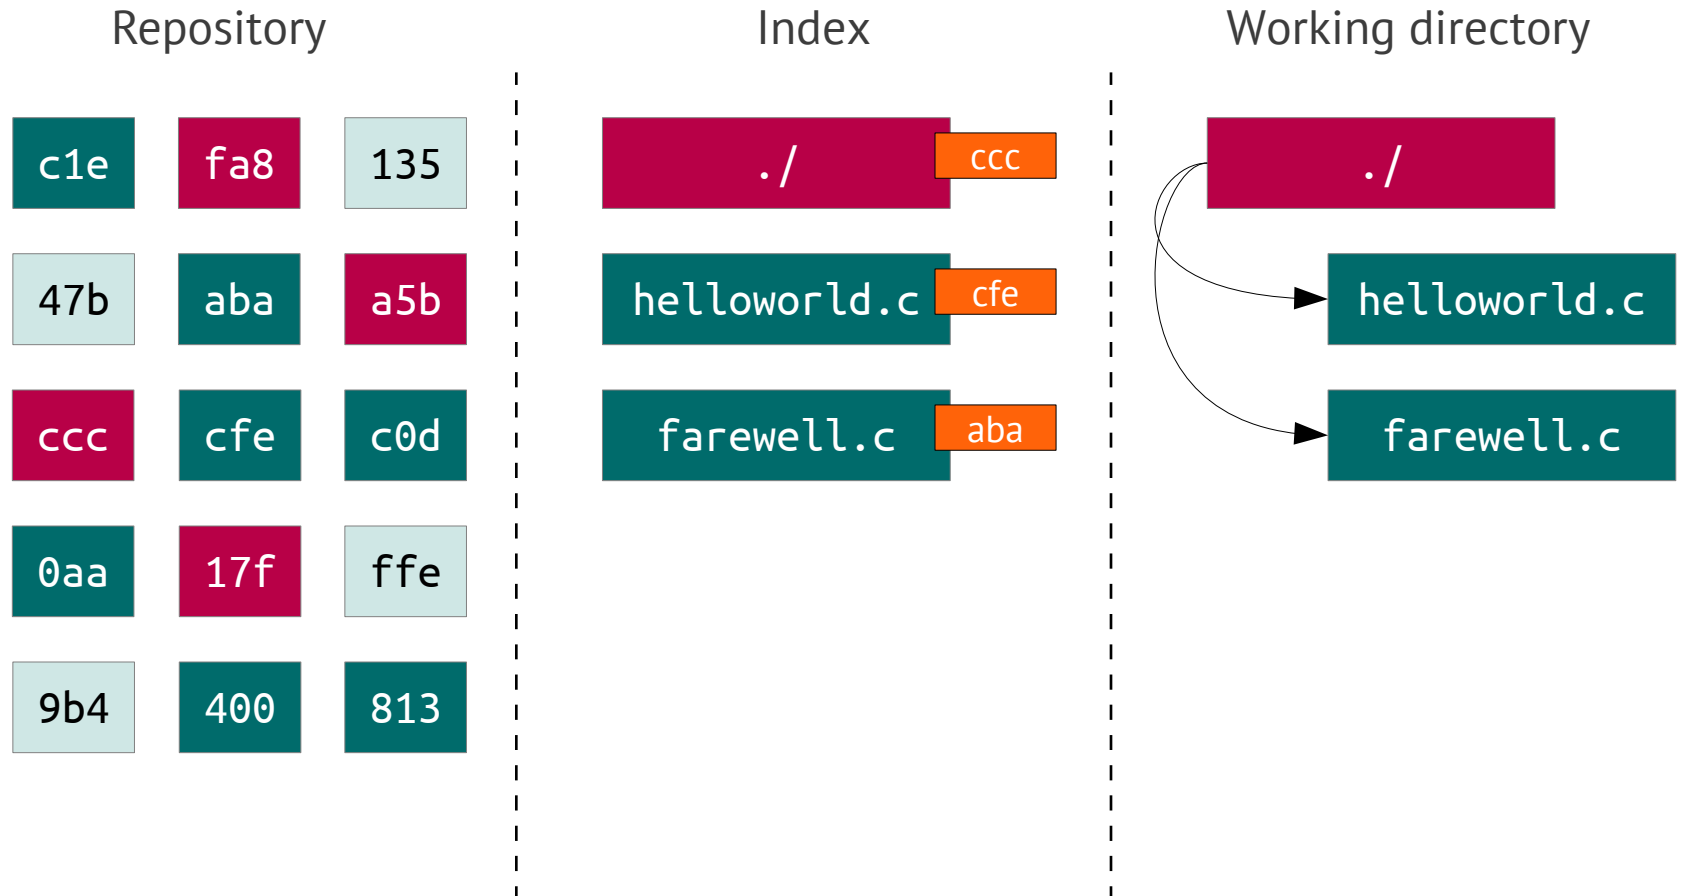 Repository
Index
Working directory
c1e
fa8
135
./
ccc
./
47b
aba
a5b
helloworld.c
cfe
helloworld.c
ccc
cfe
c0d
farewell.c
aba
farewell.c
0aa
17f
ffe
9b4
400
813